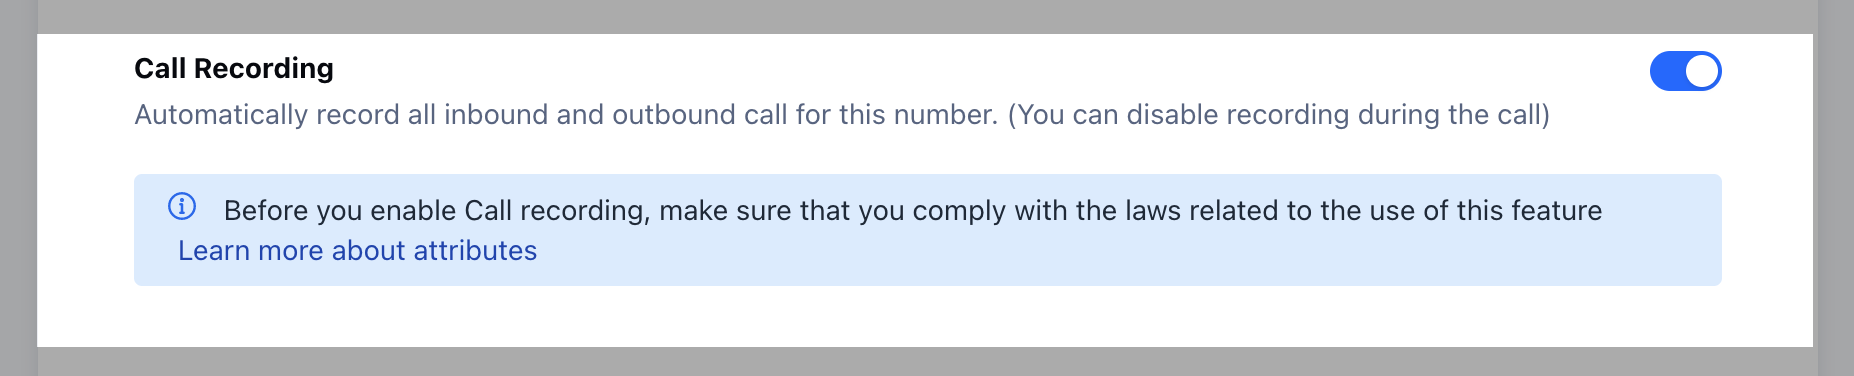 Call Recording
Automatically record all inbound and outbound call for this number. (You can disable recording during the call)
Before you enable Call recording, make sure that you comply with the laws related to the use of this feature
Learn more about attributes